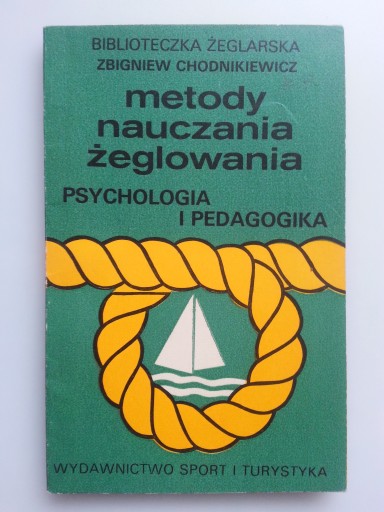 BIBLIOTECZKA ŻEGLARSKA
ZBIGNIEW CHODNIKIEWICZ
metody
nauczania
żeglowania
PSYCHOLOGIA
I PEDAGOGIKA
WYDAWNICTWO SPORT I TURYSTYKA